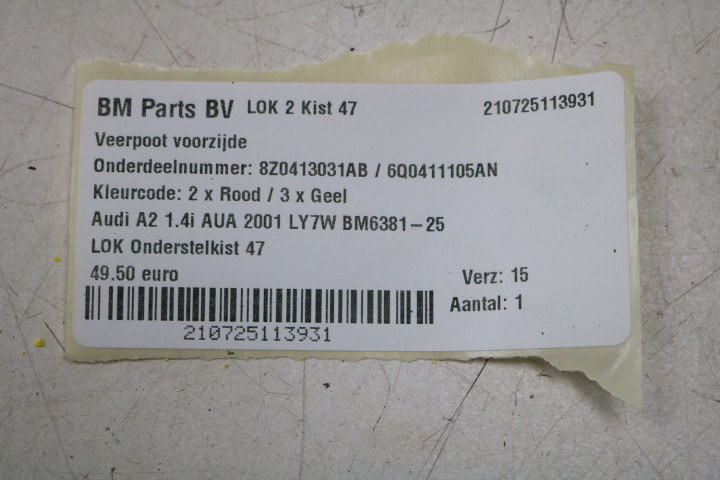 BM Parts BV LOK 2 Kist 47 210725113931
Veerpoot voorzijde
Onderdeelnummer: 8Z0413031AB / 6Q0411105AN
Kleurcode: 2 x Rood / 3 x Geel
Audi A2 1.4i AUA 2001 LY7W BM6381-25
LOK Onderstelkist 47
49.50 euro Verz: 15
Aantal: 1
210725113931